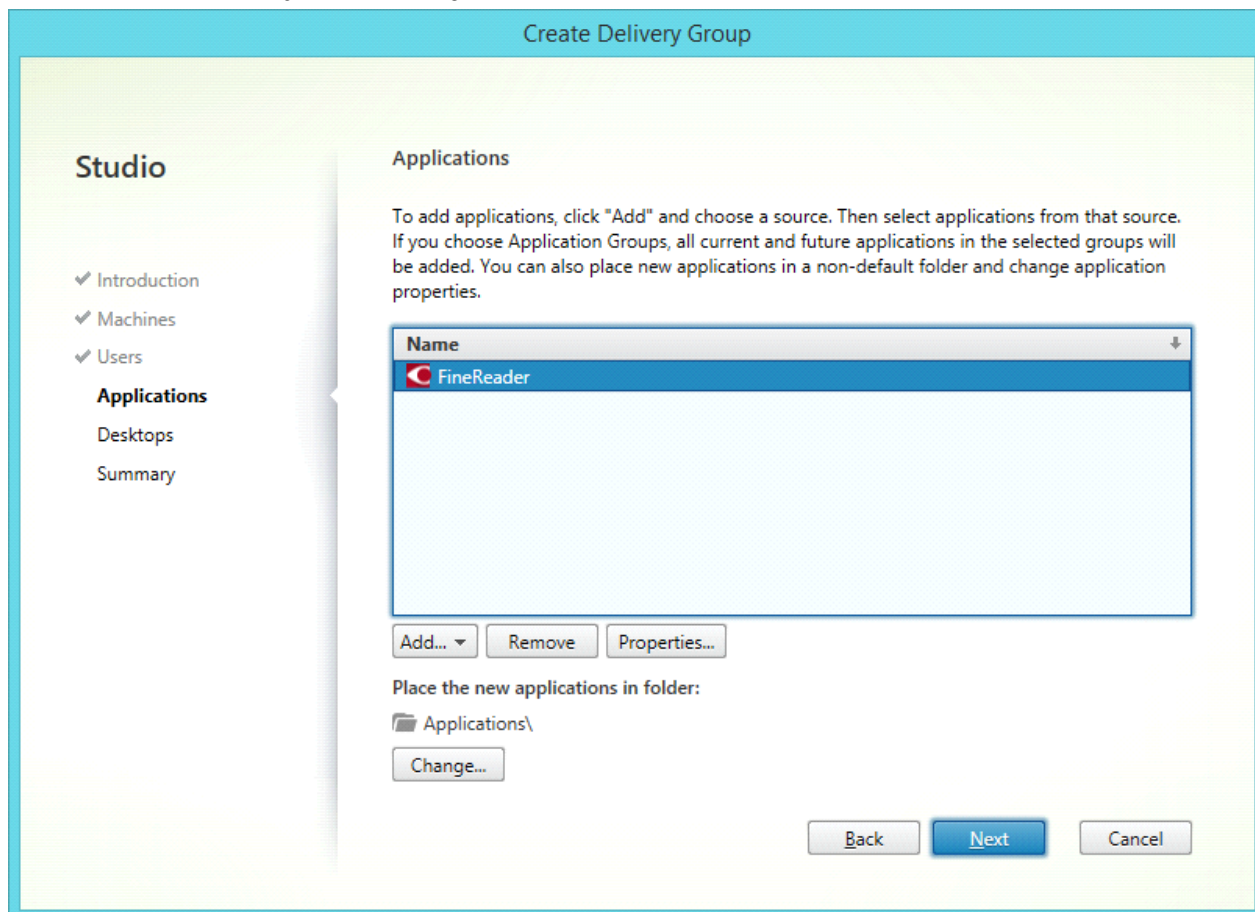 Create Delivery Group
Studio
Introduction
Machines
Users
Applications
Desktops
Summary
Applications
To add applications, click "Add" and choose a source. Then select applications from that source.
If you choose Application Groups, all current and future applications in the selected groups will
be added. You can also place new applications in a non-default folder and change application
properties.
Name
FineReader
Add...
Remove
Properties...
Place the new applications in folder:
Applications\
Change...
Back
Next
Cancel